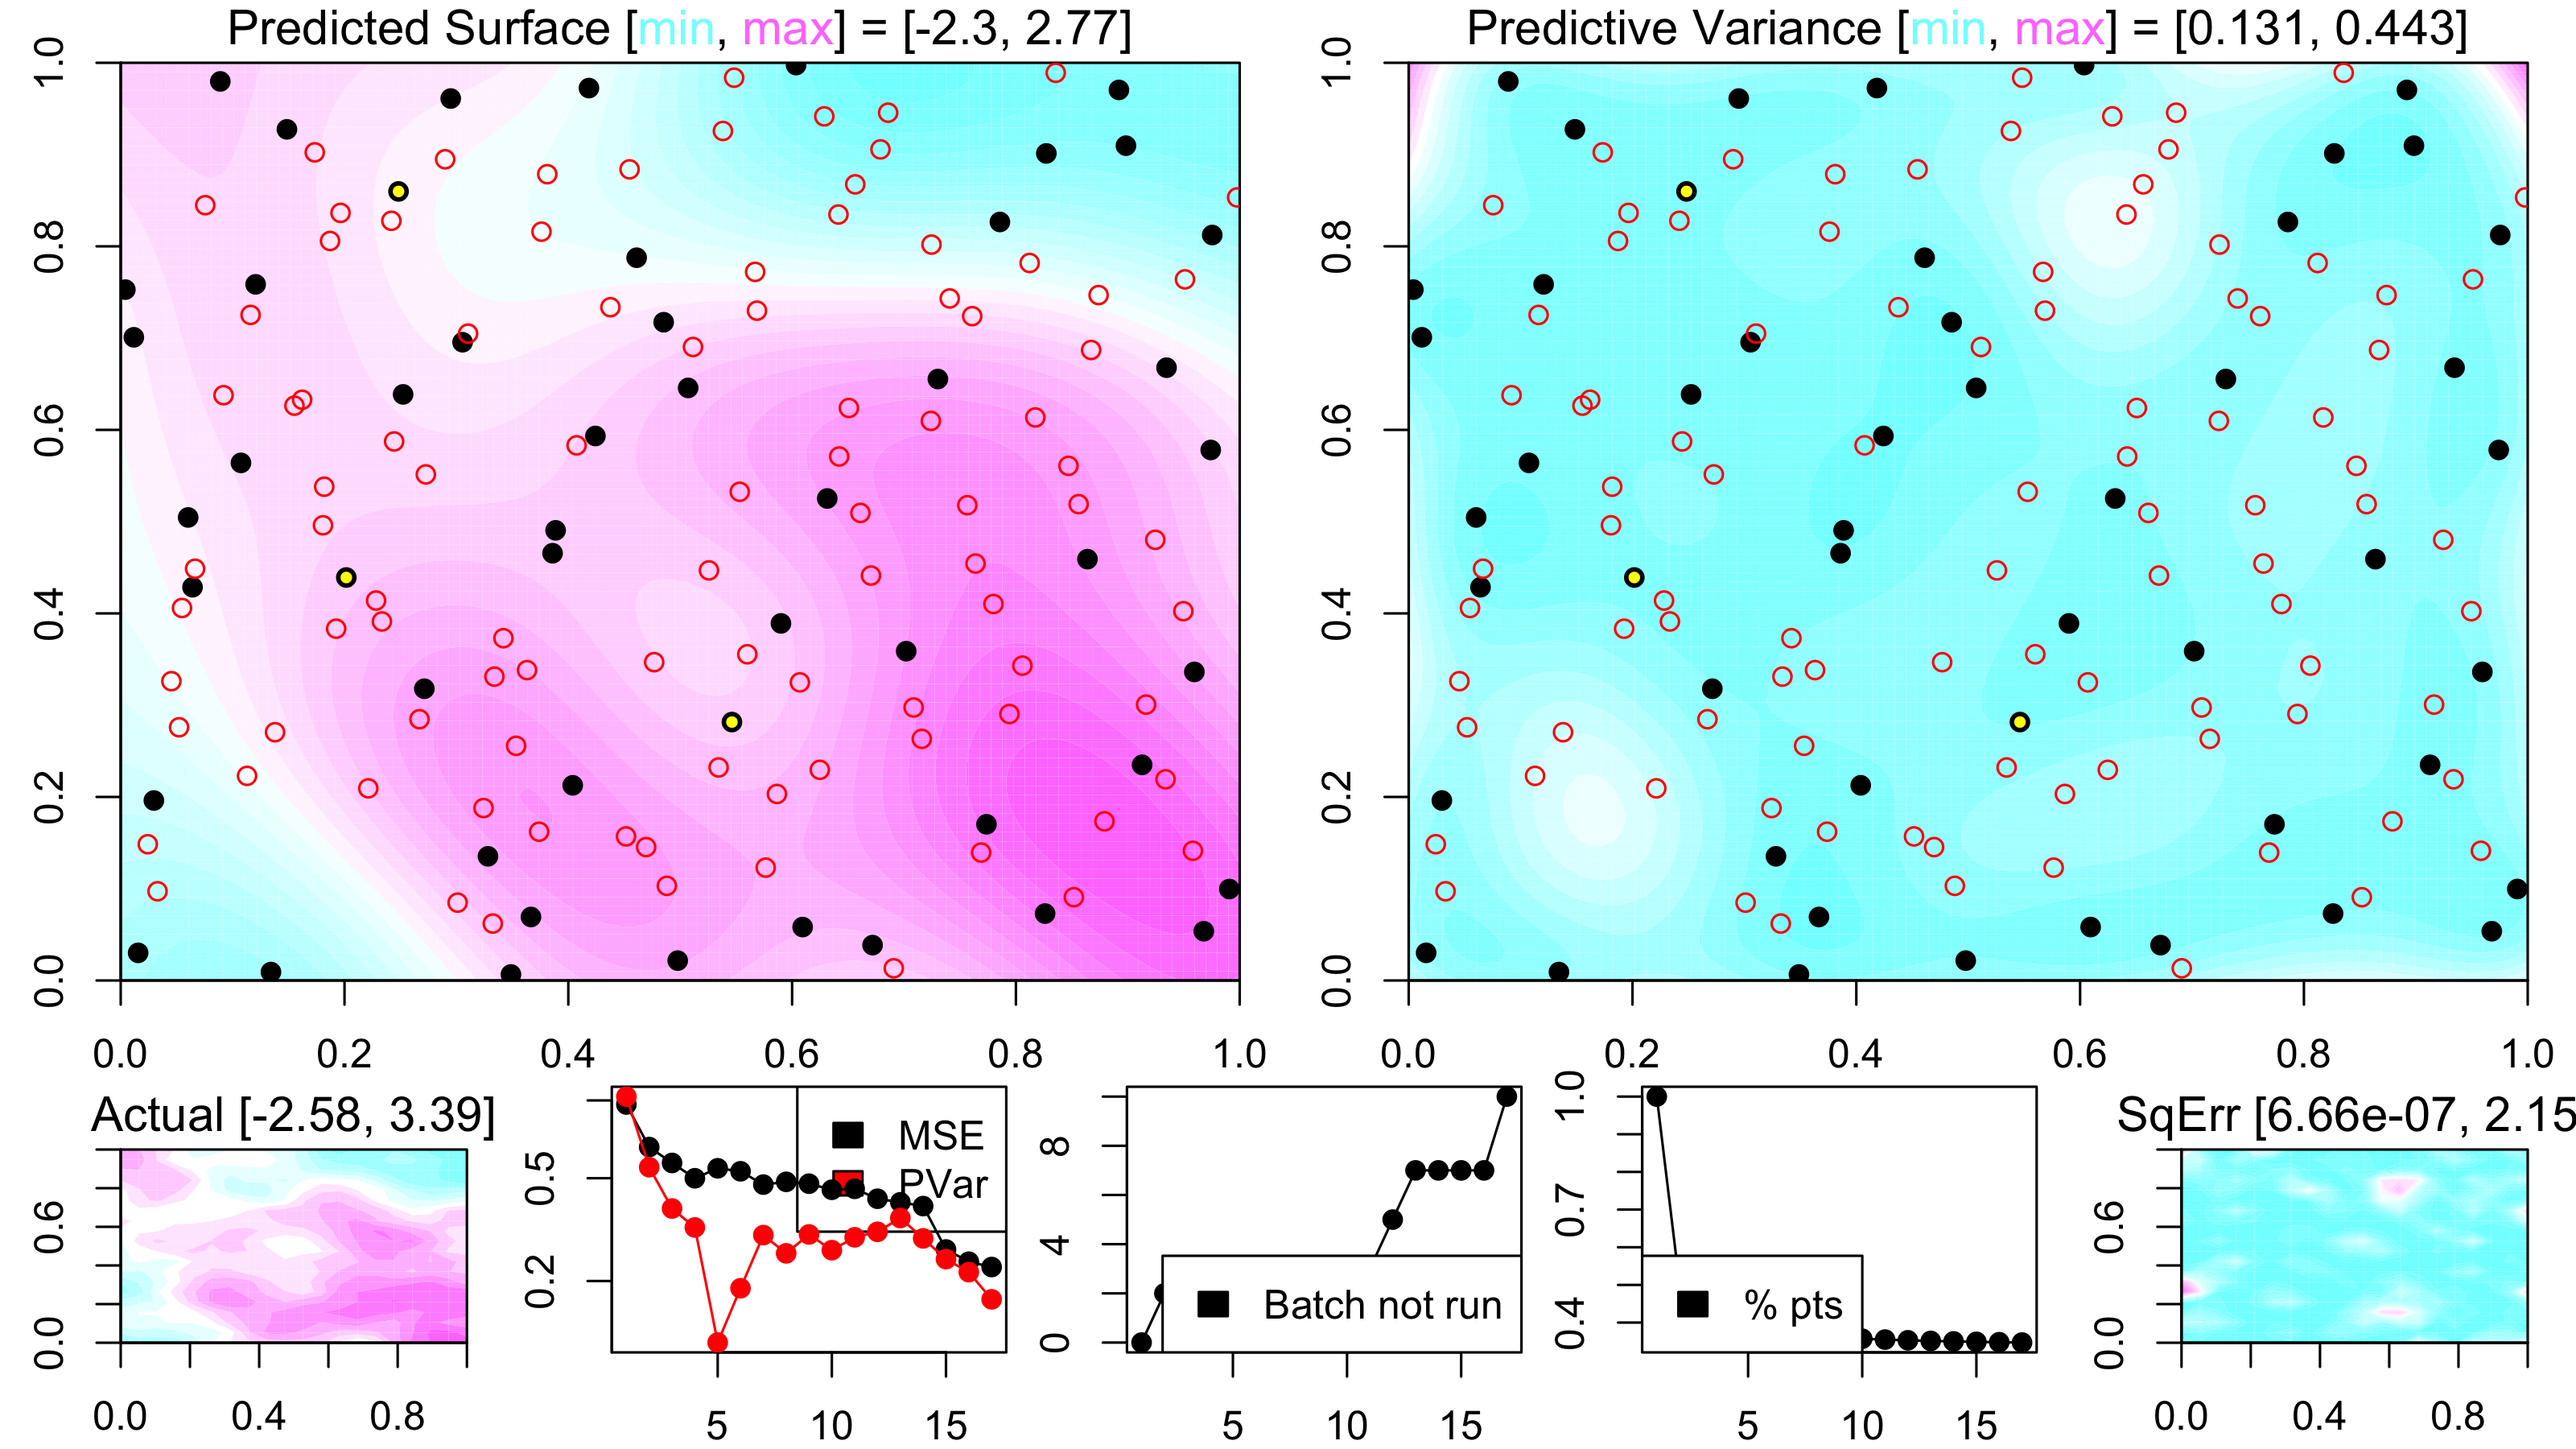 Predicted Surface [min, max] = [-2.3, 2.77]
1.0
0.8
0.6
0.4
0.2
0.0
0.0 0.2 0.4 0.6 0.8 1.0
Predictive Variance [min, max] = [0.131, 0.443]
1.0
0.8
0.6
0.4
0.2
0.0
0.0 0.2 0.4 0.6 0.8 1.0
Actual [-2.58, 3.39]
0.6
0.0
0.0 0.4 0.8
0.5
0.2
MSE
PVar
5 10 15
8
4
0
Batch not run
5 10 15
1.0
0.7
0.4
% pts
5 10 15
SqErr [6.66e-07, 2.15
0.6
0.0
0.0 0.4 0.8